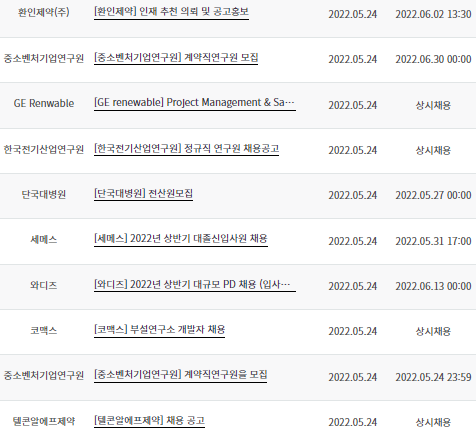 환인제약(주) [환인제약] 인재 추천 의뢰 및 공고홍보 2022.05.24 2022.06.02 13:30
중소벤처기업연구원 [중소벤처기업연구원] 계약직연구원 모집 2022.05.24 2022.06.30 00:00
GE Renwable [GE renewable] Project Management & Sa⋯ 2022.05.24 상시채용
한국전기산업연구원 [한국전기산업연구원] 정규직 연구원 채용공고 2022.05.24 상시채용
단국대병원 [단국대병원] 전산원모집 2022.05.24 2022.05.27 00:00
세메스 [세메스] 2022년 상반기 대졸신입사원 채용 2022.05.24 2022.05.31 17:00
와디즈 [와디즈] 2022년 상반기 대규모 PD 채용 (입사⋯ 2022.05.24 2022.06.13 00:00
코맥스 [코맥스] 부설연구소 개발자 채용 2022.05.24 상시채용
중소벤처기업연구원 [중소벤처기업연구원] 계약직연구원을 모집 2022.05.24 2022.05.24 23:59
텔콘알에프제약 [텔콘알에프제약] 채용 공고 2022.05.24 상시채용